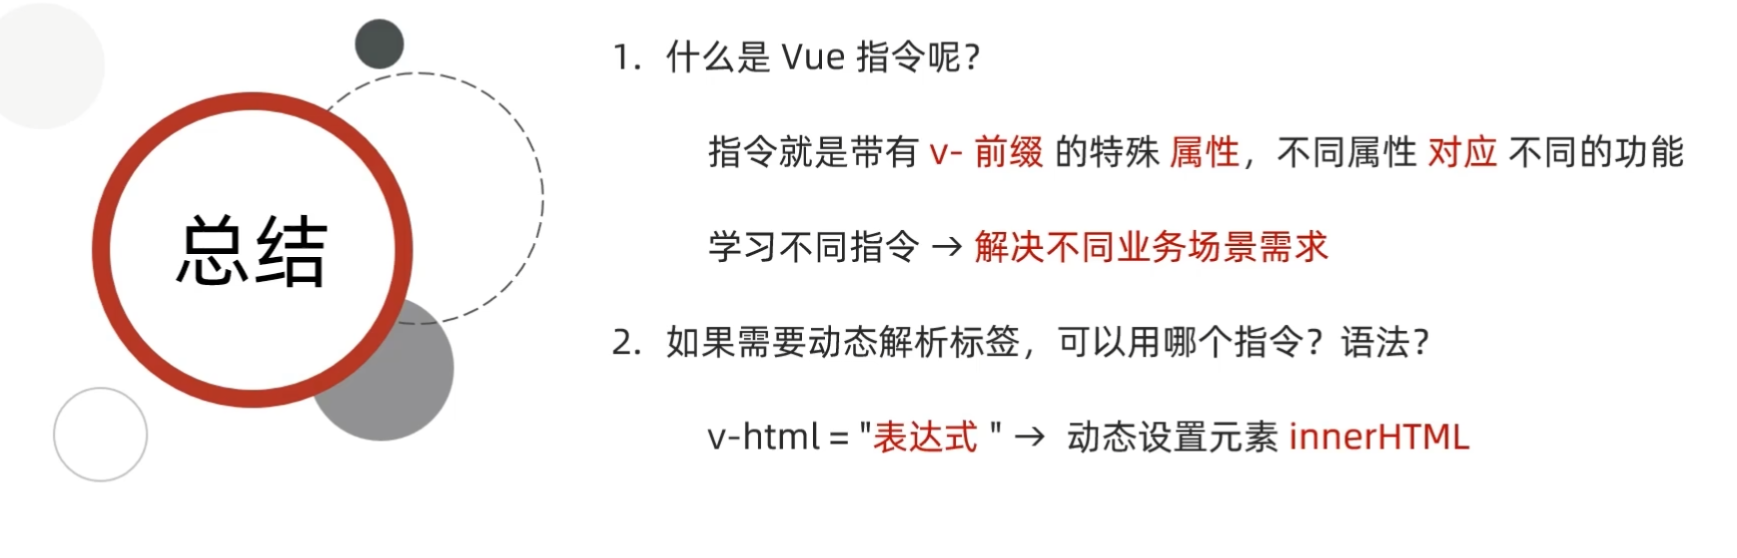 总结
1. 什么是 Vue 指令呢？
指令就是带有 v- 前缀 的特殊 属性，不同属性 对应 不同的功能
学习不同指令 → 解决不同业务场景需求
2. 如果需要动态解析标签，可以用哪个指令？语法？
v-html = "表达式 " → 动态设置元素 innerHTML